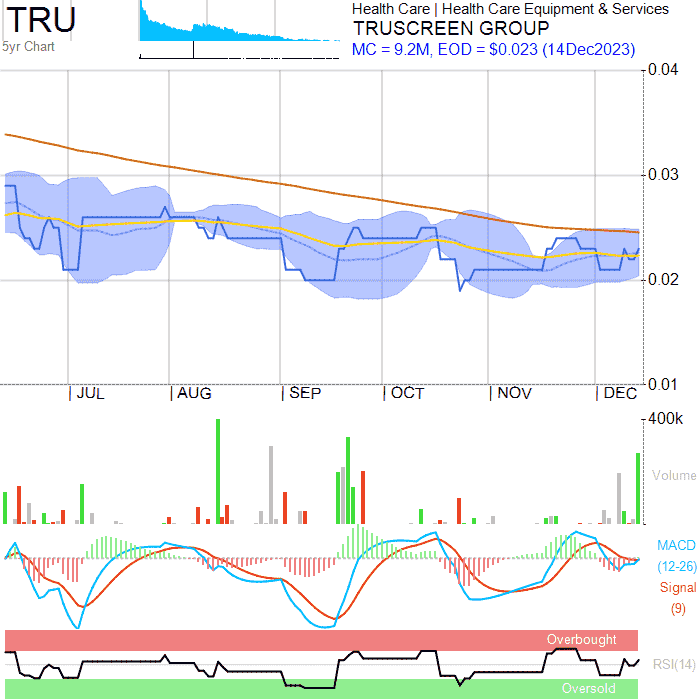 TRU
5yr Chart
Health Care | Health Care Equipment & Services
TRUSCREEN GROUP
MC = 9.2M, EOD = $0.023 (14Dec2023)
0.04
0.03
0.02
0.01
| JUL | AUG | SEP | OCT | NOV | DEC
400k
Volume
MACD
(12-26)
Signal
(9)
Overbought
RSI(14)
Oversold